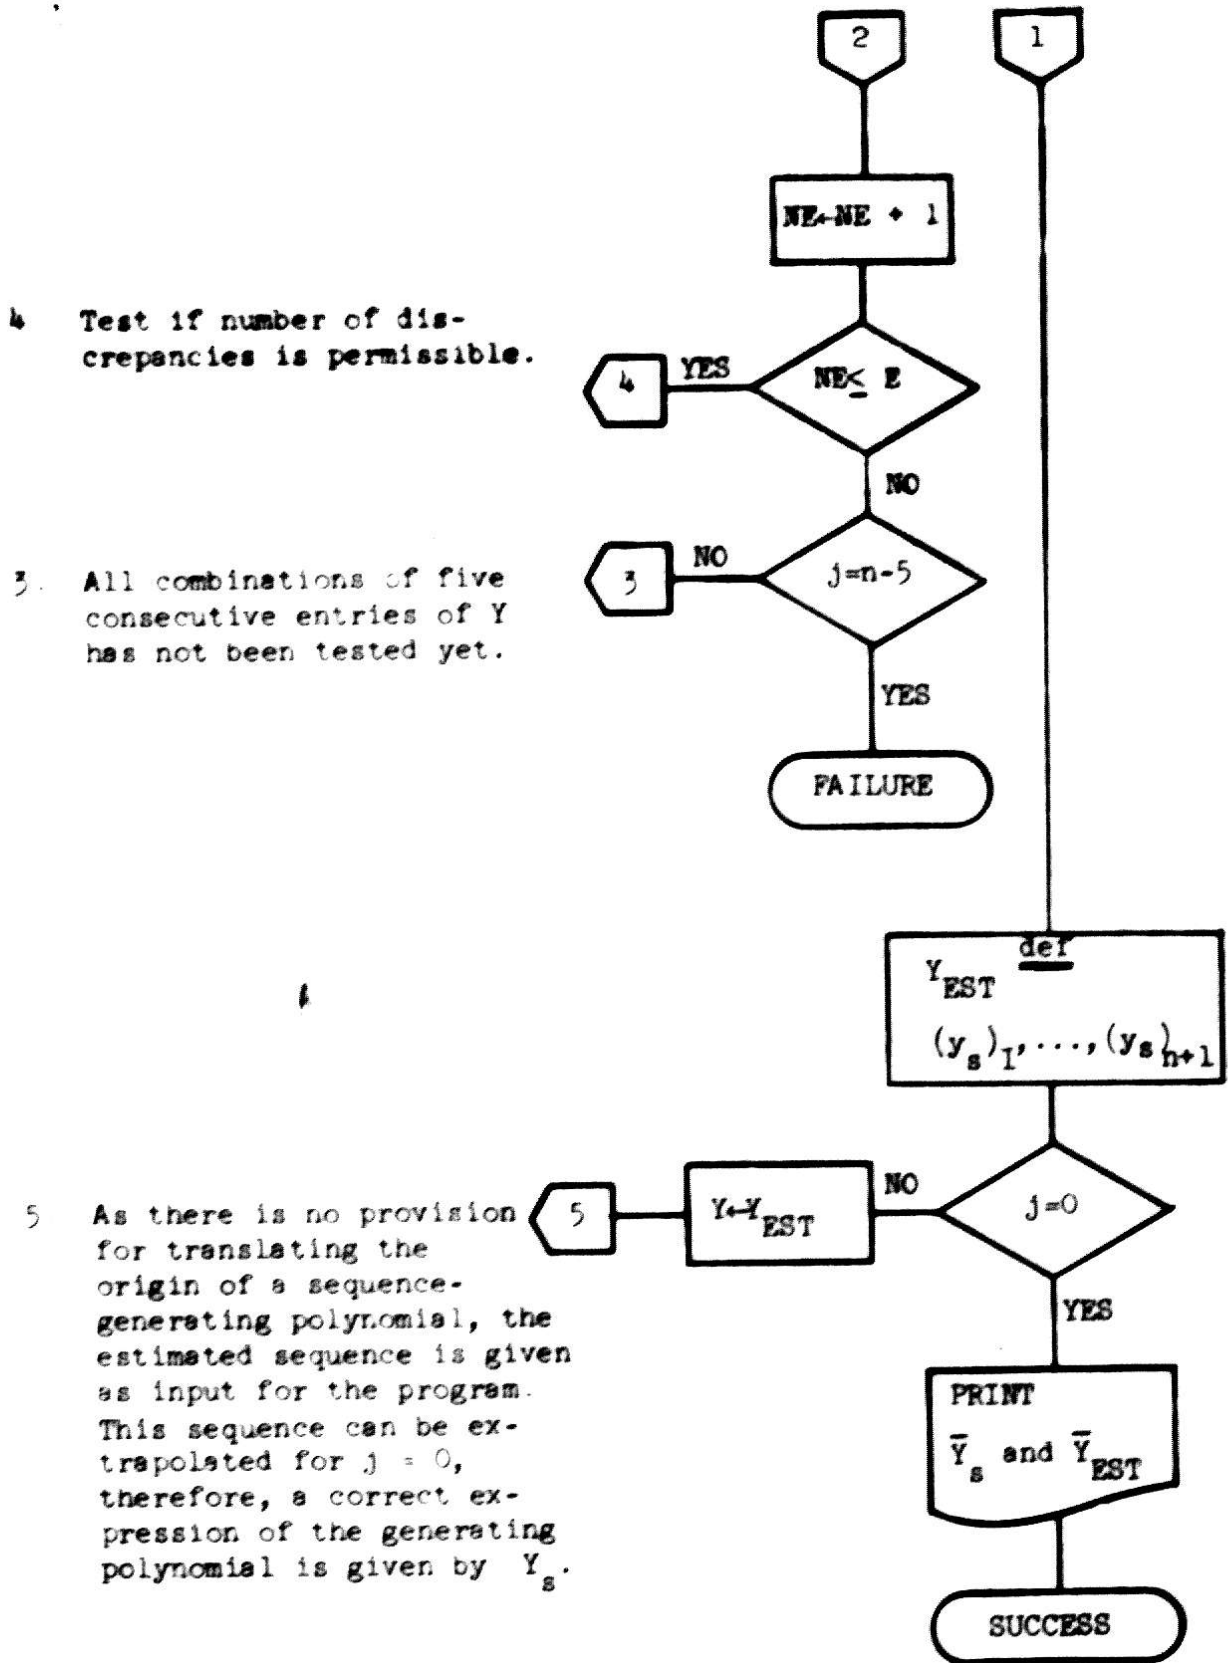 2 1
NE←NE + 1
4 Test if number of dis-
crepancies is permissible.
4 YES NE≤ E
NO
3. All combinations of five
consecutive entries of Y
has not been tested yet.
3 NO j=n-5
YES
FAILURE
Y_EST def
(y_s)_I,...,(y_s)_n+1
5 As there is no provision
for translating the
origin of a sequence-
generating polynomial, the
estimated sequence is given
as input for the program.
This sequence can be ex-
trapolated for j = 0,
therefore, a correct ex-
pression of the generating
polynomial is given by Y_s.
5 Y←Y_EST NO j=0
YES
PRINT
Ȳ_s and Ȳ_EST
SUCCESS